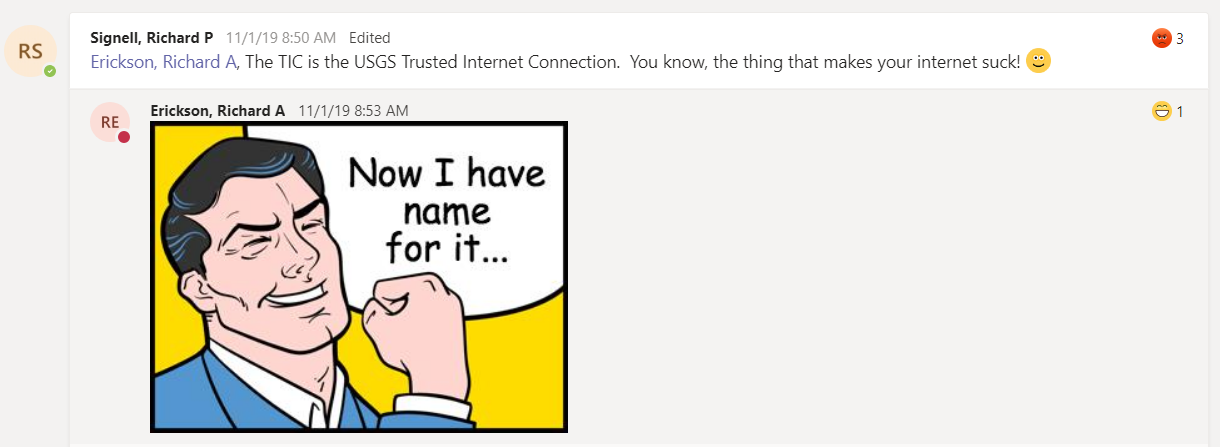 RS
Signell, Richard P 11/1/19 8:50 AM Edited
3
Erickson, Richard A, The TIC is the USGS Trusted Internet Connection.  You know, the thing that makes your internet suck!
RE
Erickson, Richard A 11/1/19 8:53 AM
1
Now I have
name
for it...